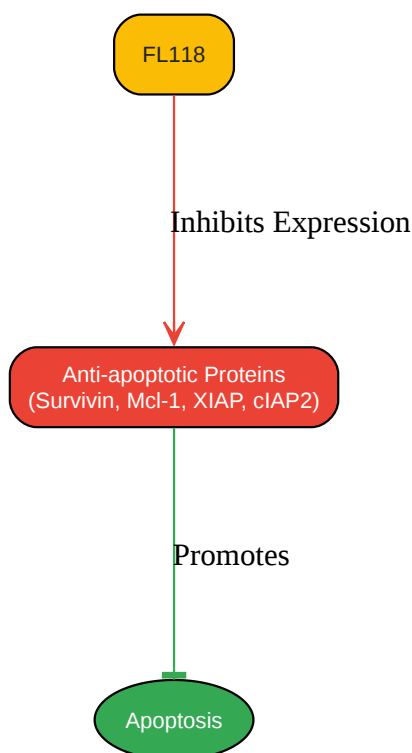 FL118
Inhibits Expression
Anti-apoptotic Proteins
(Survivin, Mcl-1, XIAP, cIAP2)
Promotes
Apoptosis